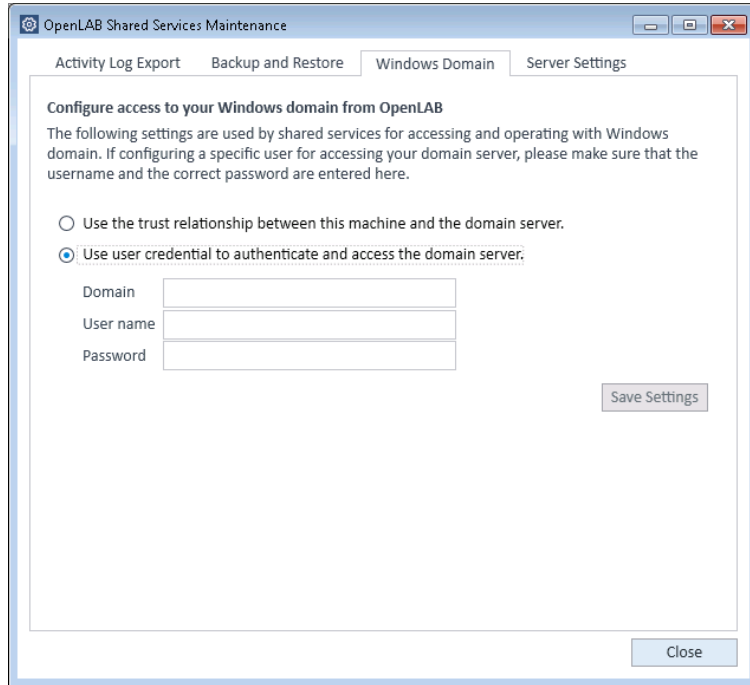 OpenLAB Shared Services Maintenance
Activity Log Export Backup and Restore Windows Domain Server Settings
Configure access to your Windows domain from OpenLAB
The following settings are used by shared services for accessing and operating with Windows
domain. If configuring a specific user for accessing your domain server, please make sure that the
username and the correct password are entered here.
Use the trust relationship between this machine and the domain server.
Use user credential to authenticate and access the domain server.
Domain
User name
Password
Save Settings
Close